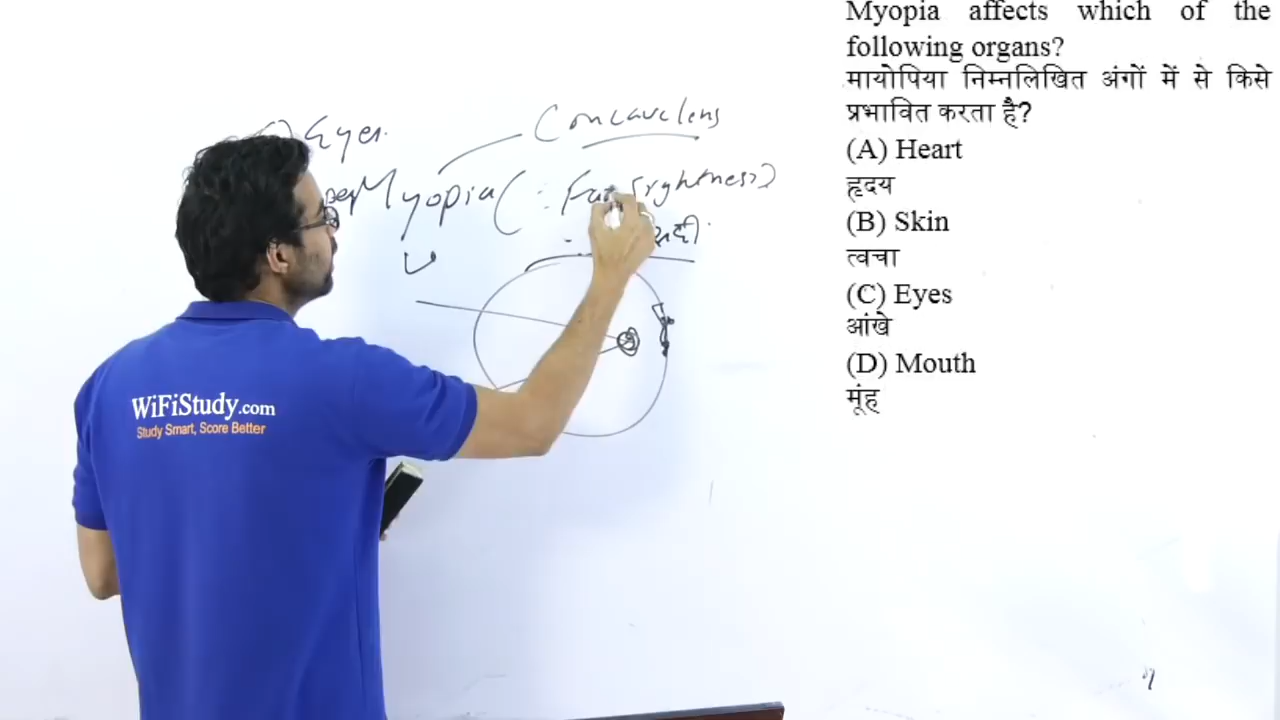 Myopia affects which of the
following organs?
मायोपिया निम्नलिखित अंगों में से किसे
प्रभावित करता है?
(A) Heart
हृदय
(B) Skin
त्वचा
(C) Eyes
आंखे
(D) Mouth
मूंह
Concave lens
Eyes.
Myopia (
WiFiStudy.com
Study Smart, Score Better